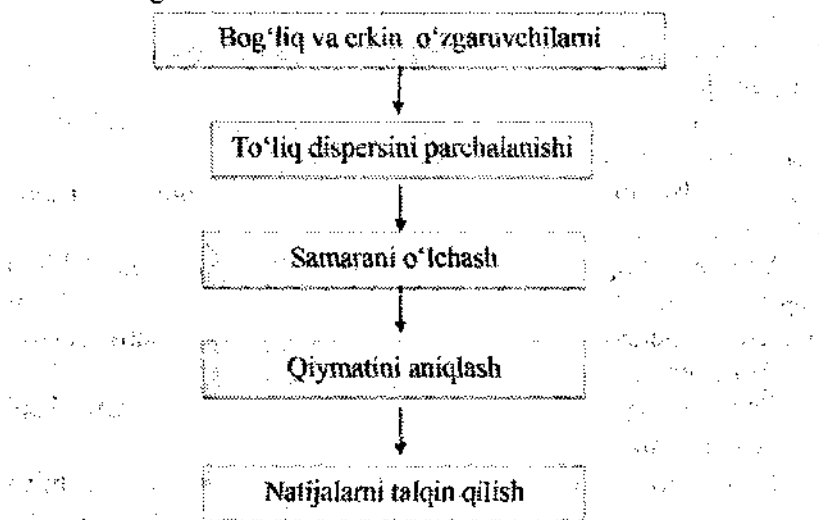 Bog‘liq va erkin o‘zgaruvchilarni
To‘liq dispersini parchalanishi
Samarani o‘lchash
Qiymatini aniqlash
Natijalarni talqin qilish